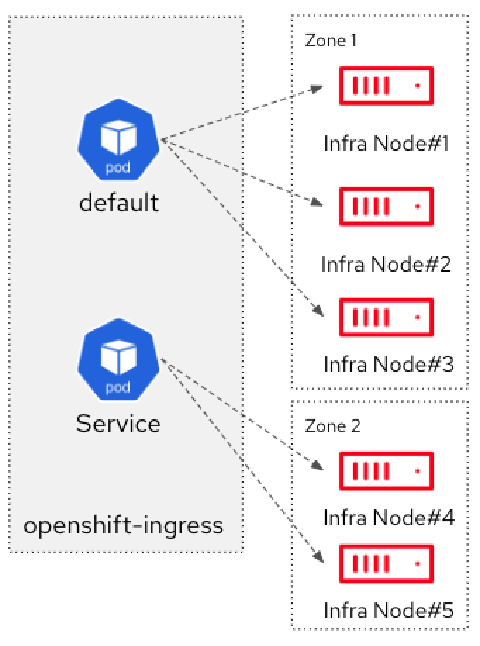 pod
default
pod
Service
openshift-ingress
Zone 1
Infra Node#1
Infra Node#2
Infra Node#3
Zone 2
Infra Node#4
Infra Node#5